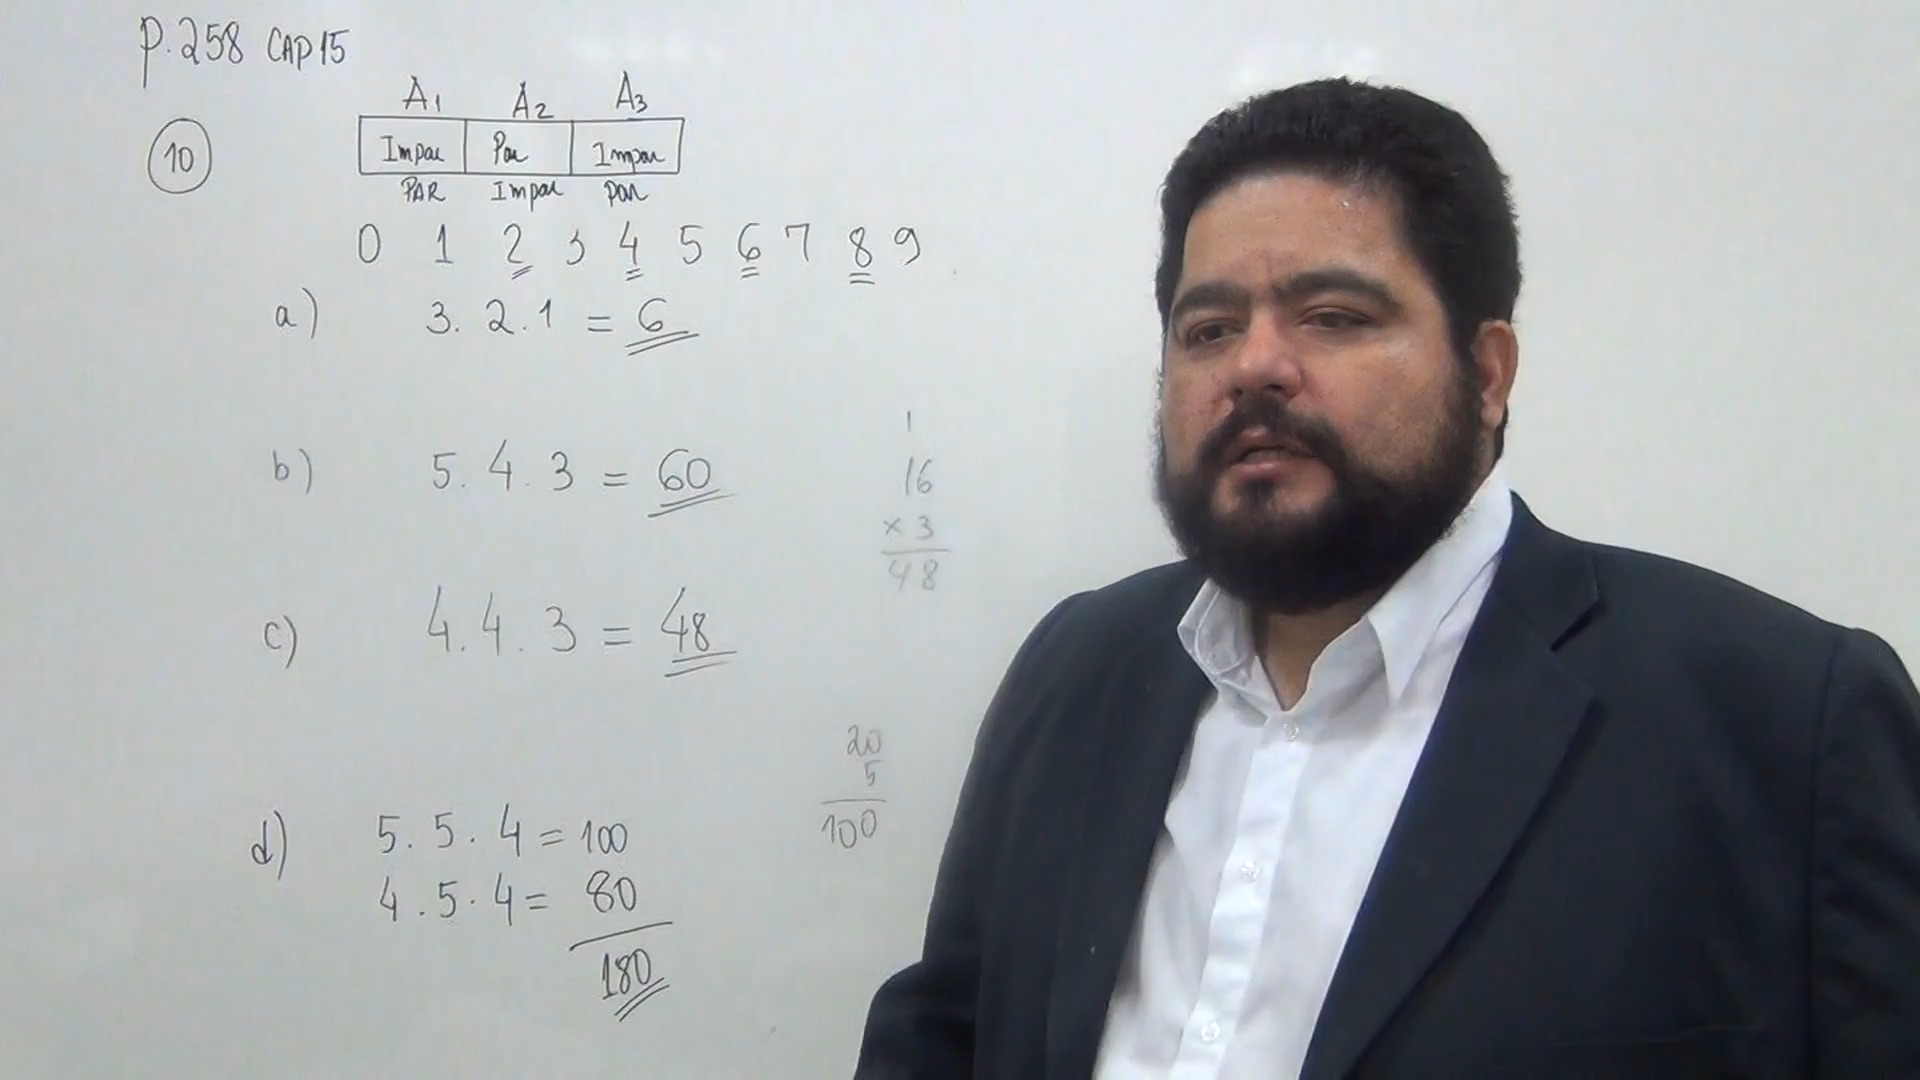 P. 258 CAP 15
A1 A2 A3
10 Impar Par Impar
PAR Impar Par
0 1 2 3 4 5 6 7 8 9
a) 3. 2. 1 = 6
b) 5. 4. 3 = 60
1
16
× 3
48
c) 4. 4. 3 = 48
20
5
100
d) 5. 5. 4 = 100
4. 5. 4 = 80
180